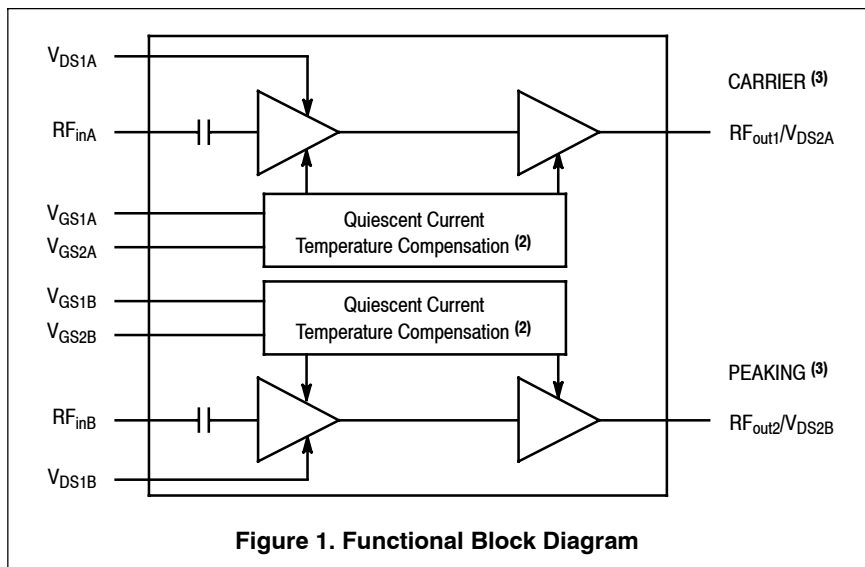 V_DS1A
CARRIER (3)
RF_inA
RF_out1/V_DS2A
V_GS1A
Quiescent Current
V_GS2A
Temperature Compensation (2)
V_GS1B
Quiescent Current
V_GS2B
Temperature Compensation (2)
PEAKING (3)
RF_inB
RF_out2/V_DS2B
V_DS1B
Figure 1. Functional Block Diagram